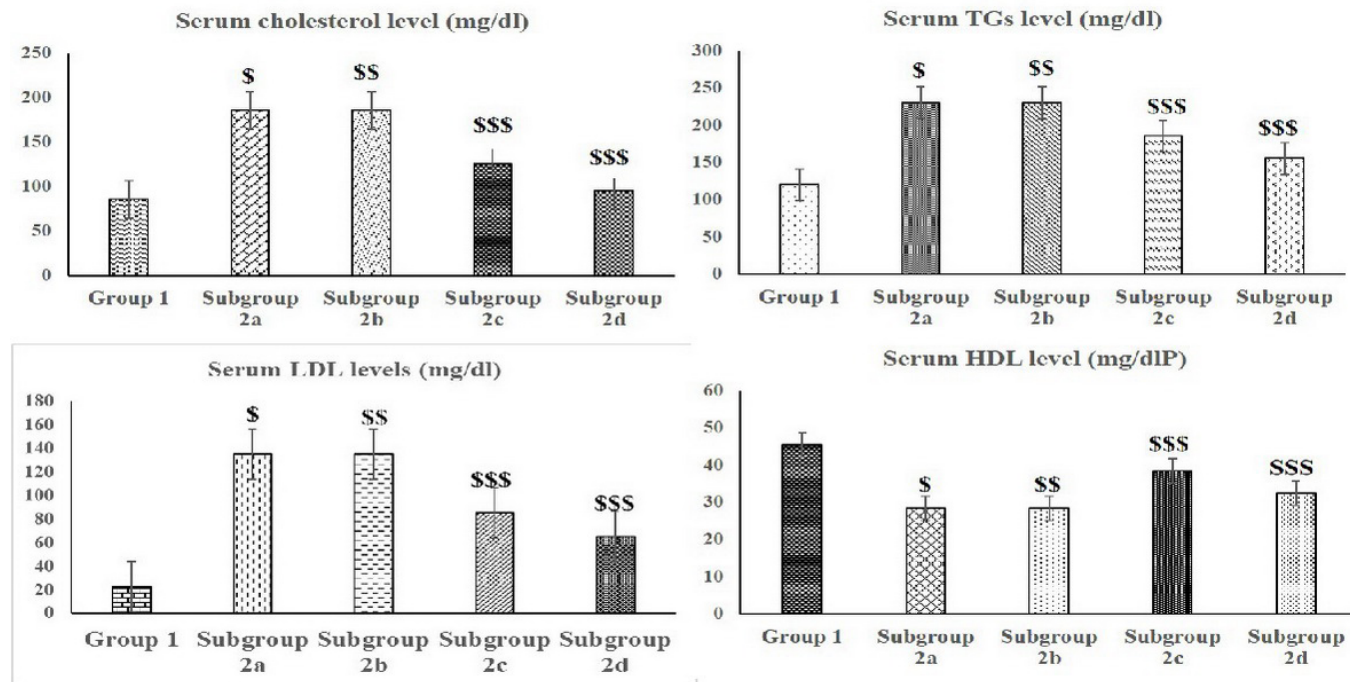 Serum cholesterol level (mg/dl)
250
200
150
100
50
0
$
$$
$$$
$$$
Group 1
Subgroup 2a
Subgroup 2b
Subgroup 2c
Subgroup 2d
Serum TGs level (mg/dl)
300
250
200
150
100
50
0
$
$$
$$$
$$$
Group 1
Subgroup 2a
Subgroup 2b
Subgroup 2c
Subgroup 2d
Serum LDL levels (mg/dl)
180
160
140
120
100
80
60
40
20
0
$
$$
$$$
$$$
Group 1
Subgroup 2a
Subgroup 2b
Subgroup 2c
Subgroup 2d
Serum HDL level (mg/dlP)
60
50
40
30
20
10
0
$
$$
$$$
SSS
Group 1
Subgroup 2a
Subgroup 2b
Subgroup 2c
Subgroup 2d